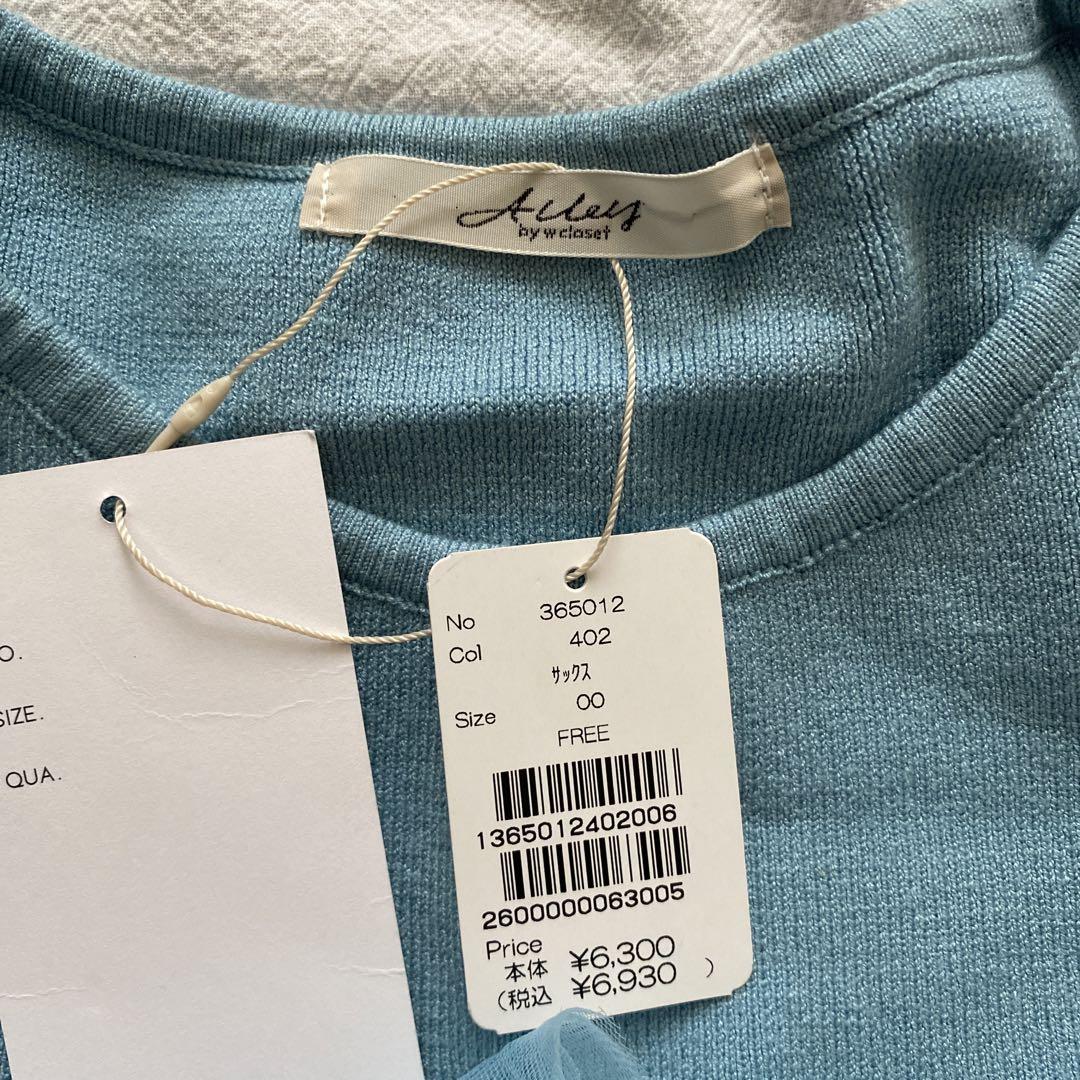 Alley
by w closet
O.
SIZE.
QUA.
No 365012
Col 402
ｻｯｸｽ
Size 00
FREE
1365012402006
2600000063005
Price
本体 ¥6,300
(税込 ¥6,930 )